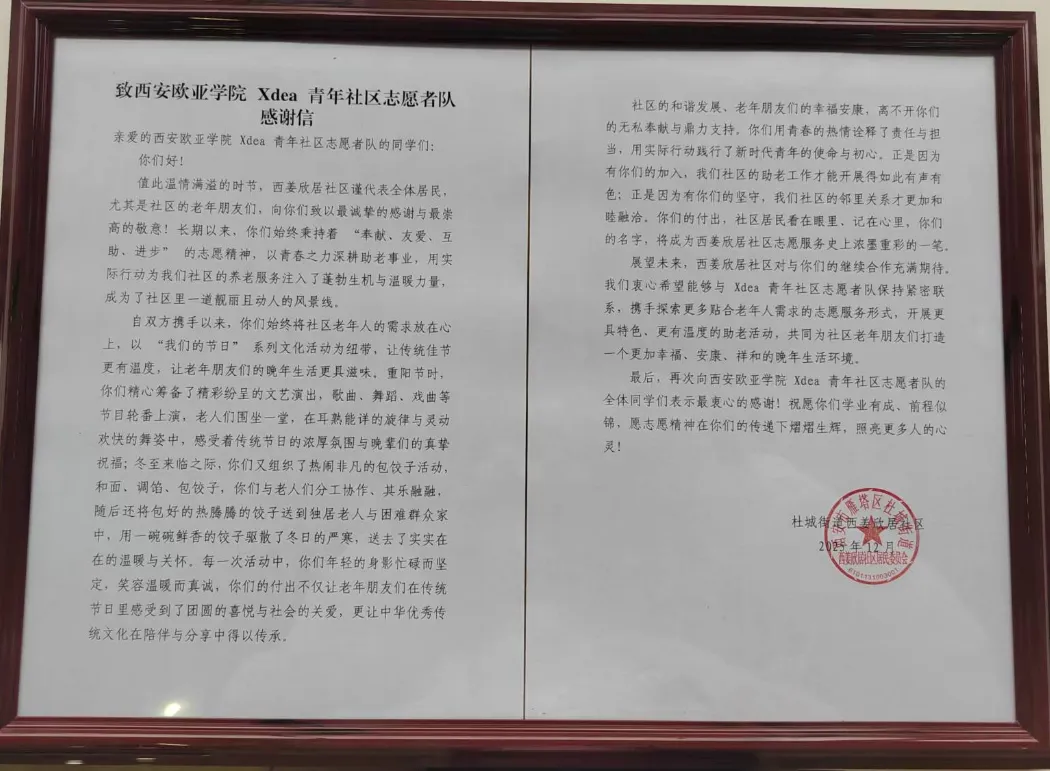 致西安欧亚学院 Xdea 青年社区志愿者队
感谢信
亲爱的西安欧亚学院 Xdea 青年社区志愿者队的同学们：
你们好！
值此温情满溢的时节，西姜欣居社区谨代表全体居民，
尤其是社区的老年朋友们，向你们致以最诚挚的感谢与最崇
高的敬意！长期以来，你们始终秉持着 “奉献、友爱、互
助、进步” 的志愿精神，以青春之力深耕助老事业，用实
际行动为我们社区的养老服务注入了蓬勃生机与温暖力量，
成为了社区里一道靓丽且动人的风景线。
自双方携手以来，你们始终将社区老年人的需求放在心
上，以 “我们的节日” 系列文化活动为纽带，让传统佳节
更有温度，让老年朋友们的晚年生活更具滋味。重阳节时，
你们精心筹备了精彩纷呈的文艺演出，歌曲、舞蹈、戏曲等
节目轮番上演，老人们围坐一堂，在耳熟能详的旋律与灵动
欢快的舞姿中，感受着传统节日的浓厚氛围与晚辈们的真挚
祝福；冬至来临之际，你们又组织了热闹非凡的包饺子活动，
和面、调馅、包饺子，你们与老人们分工协作、其乐融融，
随后还将包好的热腾腾的饺子送到独居老人与困难群众家
中，用一碗碗鲜香的饺子驱散了冬日的严寒，送去了实实在
在的温暖与关怀。每一次活动中，你们年轻的身影忙碌而坚
定，笑容温暖而真诚，你们的付出不仅让老年朋友们在传统
节日里感受到了团圆的喜悦与社会的关爱，更让中华优秀传
统文化在陪伴与分享中得以传承。
社区的和谐发展、老年朋友们的幸福安康，离不开你们
的无私奉献与鼎力支持。你们用青春的热情诠释了责任与担
当，用实际行动践行了新时代青年的使命与初心。正是因为
有你们的加入，我们社区的助老工作才能开展得如此有声有
色；正是因为有你们的坚守，我们社区的邻里关系才更加和
睦融洽。你们的付出，社区居民看在眼里、记在心里，你们
的名字，将成为西姜欣居社区志愿服务史上浓墨重彩的一笔。
展望未来，西姜欣居社区对与你们的继续合作充满期待。
我们衷心希望能够与 Xdea 青年社区志愿者队保持紧密联
系，携手探索更多贴合老年人需求的志愿服务形式，开展更
具特色、更有温度的助老活动，共同为社区老年朋友们打造
一个更加幸福、安康、祥和的晚年生活环境。
最后，再次向西安欧亚学院 Xdea 青年社区志愿者队的
全体同学们表示最衷心的感谢！祝愿你们学业有成、前程似
锦，愿志愿精神在你们的传递下熠熠生辉，照亮更多人的心
灵！
杜城街道西姜欣居社区
2025 年 12 月
西安市雁塔区杜城街道
西姜欣居社区居民委员会